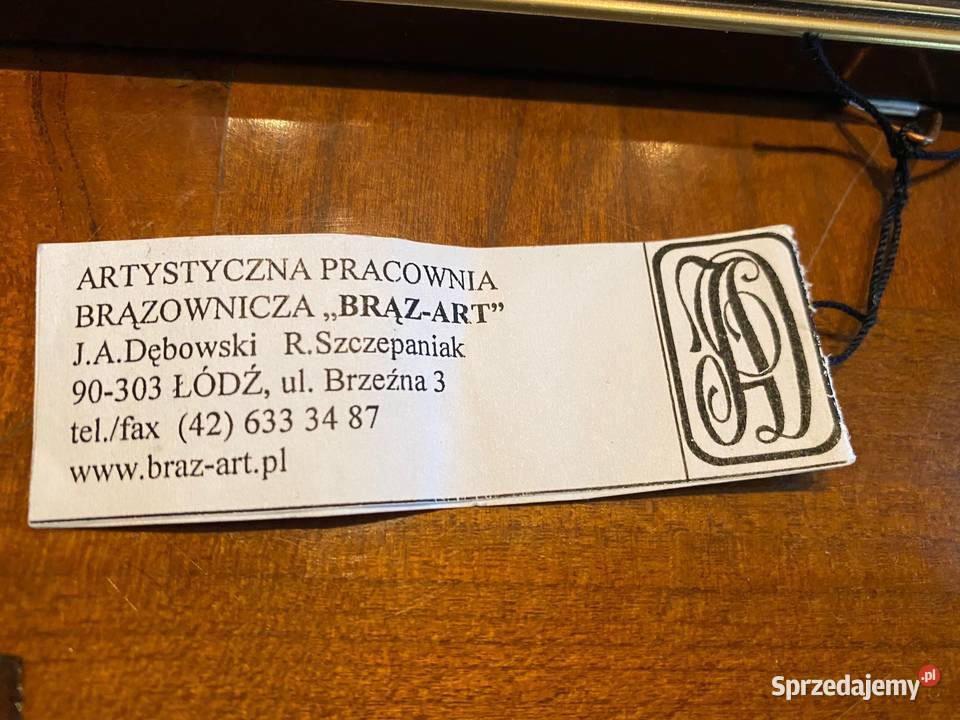 ARTYSTYCZNA PRACOWNIA
BRĄZOWNICZA „BRĄZ-ART”
J.A.Dębowski R.Szczepaniak
90-303 ŁÓDŹ, ul. Brzeźna 3
tel./fax (42) 633 34 87
www.braz-art.pl
Sprzedajemy.pl